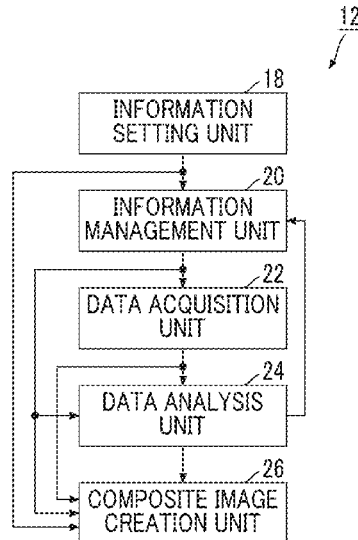 12
18
INFORMATION
SETTING UNIT
20
INFORMATION
MANAGEMENT UNIT
22
DATA ACQUISITION
UNIT
24
DATA ANALYSIS
UNIT
26
COMPOSITE IMAGE
CREATION UNIT